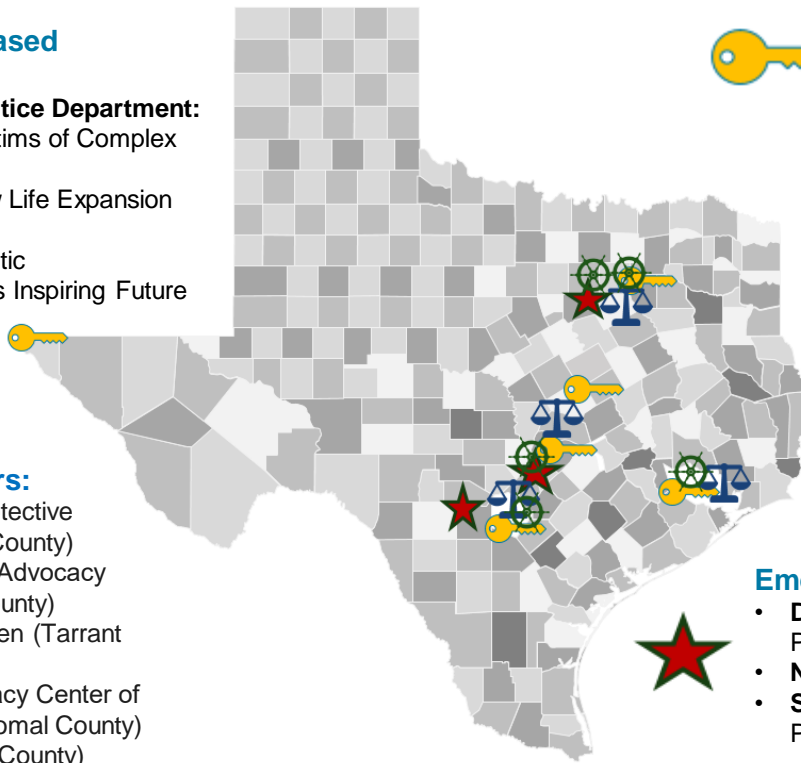 ased
tice Department:
tims of Complex
v Life Expansion
tic
s Inspiring Future
rs:
tective
County)
Advocacy
unty)
en (Tarrant
acy Center of
omal County)
County)
Eme
• D
P
• N
• S
P